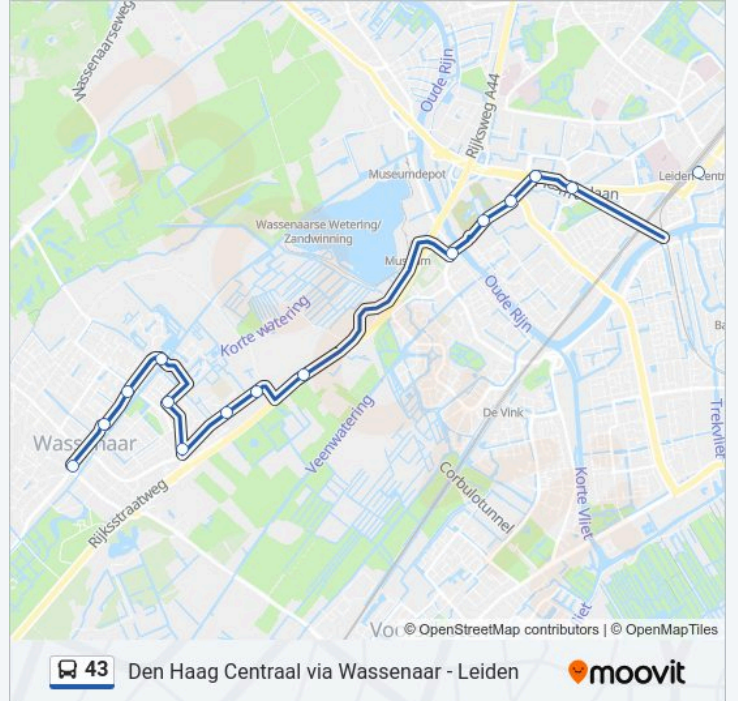 Wassenaarseweg
Oude Rijn
Rijksweg A44
Museumdepot
Leiden Centr
Wassenaarse Wetering/
Zandwinning
Korte watering
Oude Rijn
De Vink
Veenwatering
Trekvliet
Wassenaar
Corbulotunnel
Korte Vliet
Rijksstraatweg
Voo
© OpenStreetMap contributors | © OpenMapTiles
43 Den Haag Centraal via Wassenaar - Leiden
moovit